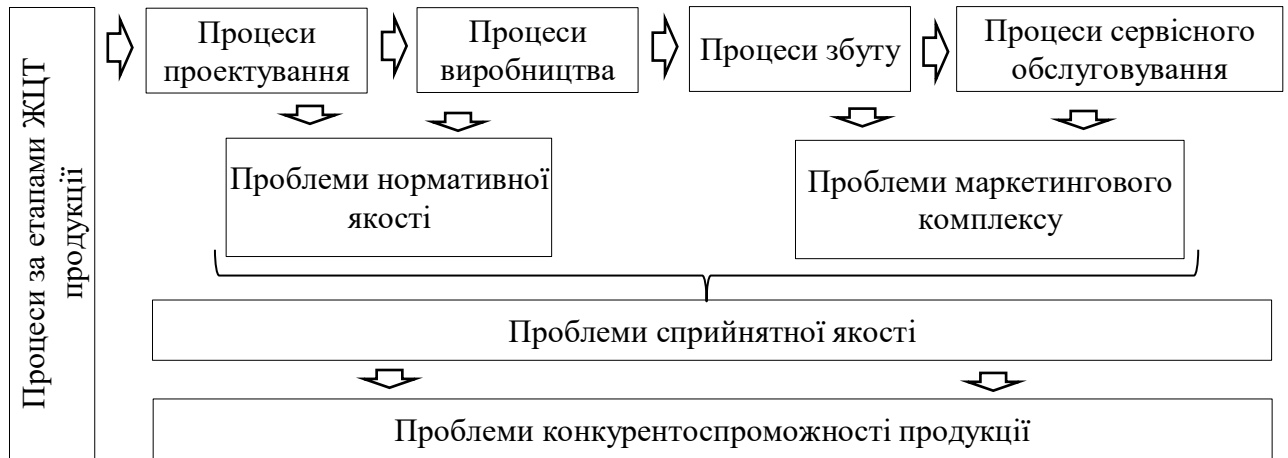 Процеси за етапами ЖЦТ
продукції
Процеси
проектування
Процеси
виробництва
Процеси збуту
Процеси сервісного
обслуговування
Проблеми нормативної
якості
Проблеми маркетингового
комплексу
Проблеми сприйнятної якості
Проблеми конкурентоспроможності продукції